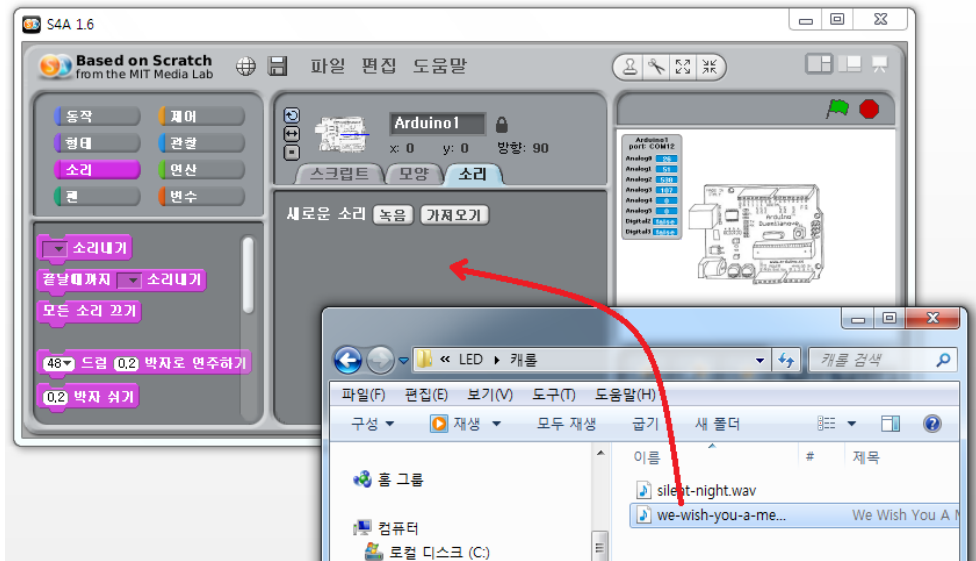 S4A 1.6
Based on Scratch
from the MIT Media Lab
파일 편집 도움말
동작 제어
형태 관찰
소리 연산
펜 변수
Arduino1
x: 0 y: 0 방향: 90
스크립트 모양 소리
새로운 소리 녹음 가져오기
소리내기
끝날때까지 소리내기
모든 소리 끄기
48 드럼 0.2 박자로 연주하기
0.2 박자 쉬기
Arduino1
port: COM12
Analog0 26
Analog1 51
Analog2 538
Analog3 107
Analog4 0
Analog5 0
Digital2 false
Digital3 false
Arduino
« LED ▸ 캐롤
캐롤 검색
파일(F) 편집(E) 보기(V) 도구(T) 도움말(H)
구성 재생 모두 재생 굽기 새 폴더
이름 # 제목
홈 그룹
silent-night.wav
we-wish-you-a-me... We Wish You A
컴퓨터
로컬 디스크 (C:)